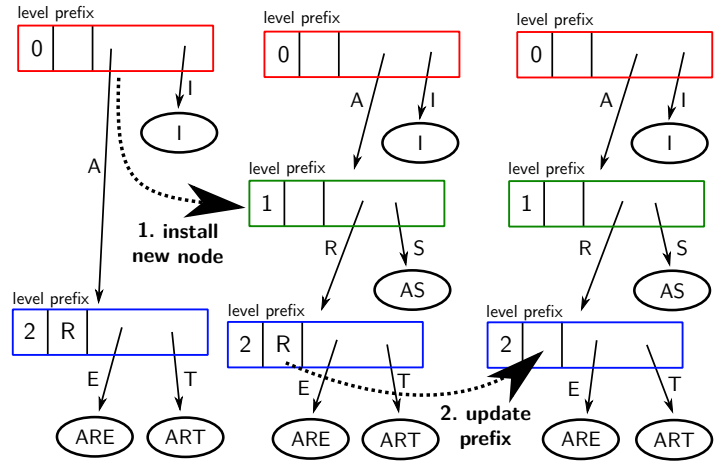 level prefix
0
I
I
A
level prefix
2 R
E
T
ARE
ART
1. install
new node
level prefix
0
A
I
I
level prefix
1
R
S
AS
level prefix
2 R
E
T
ARE
ART
2. update
prefix
level prefix
0
A
I
I
level prefix
1
R
S
AS
level prefix
2
E
T
ARE
ART